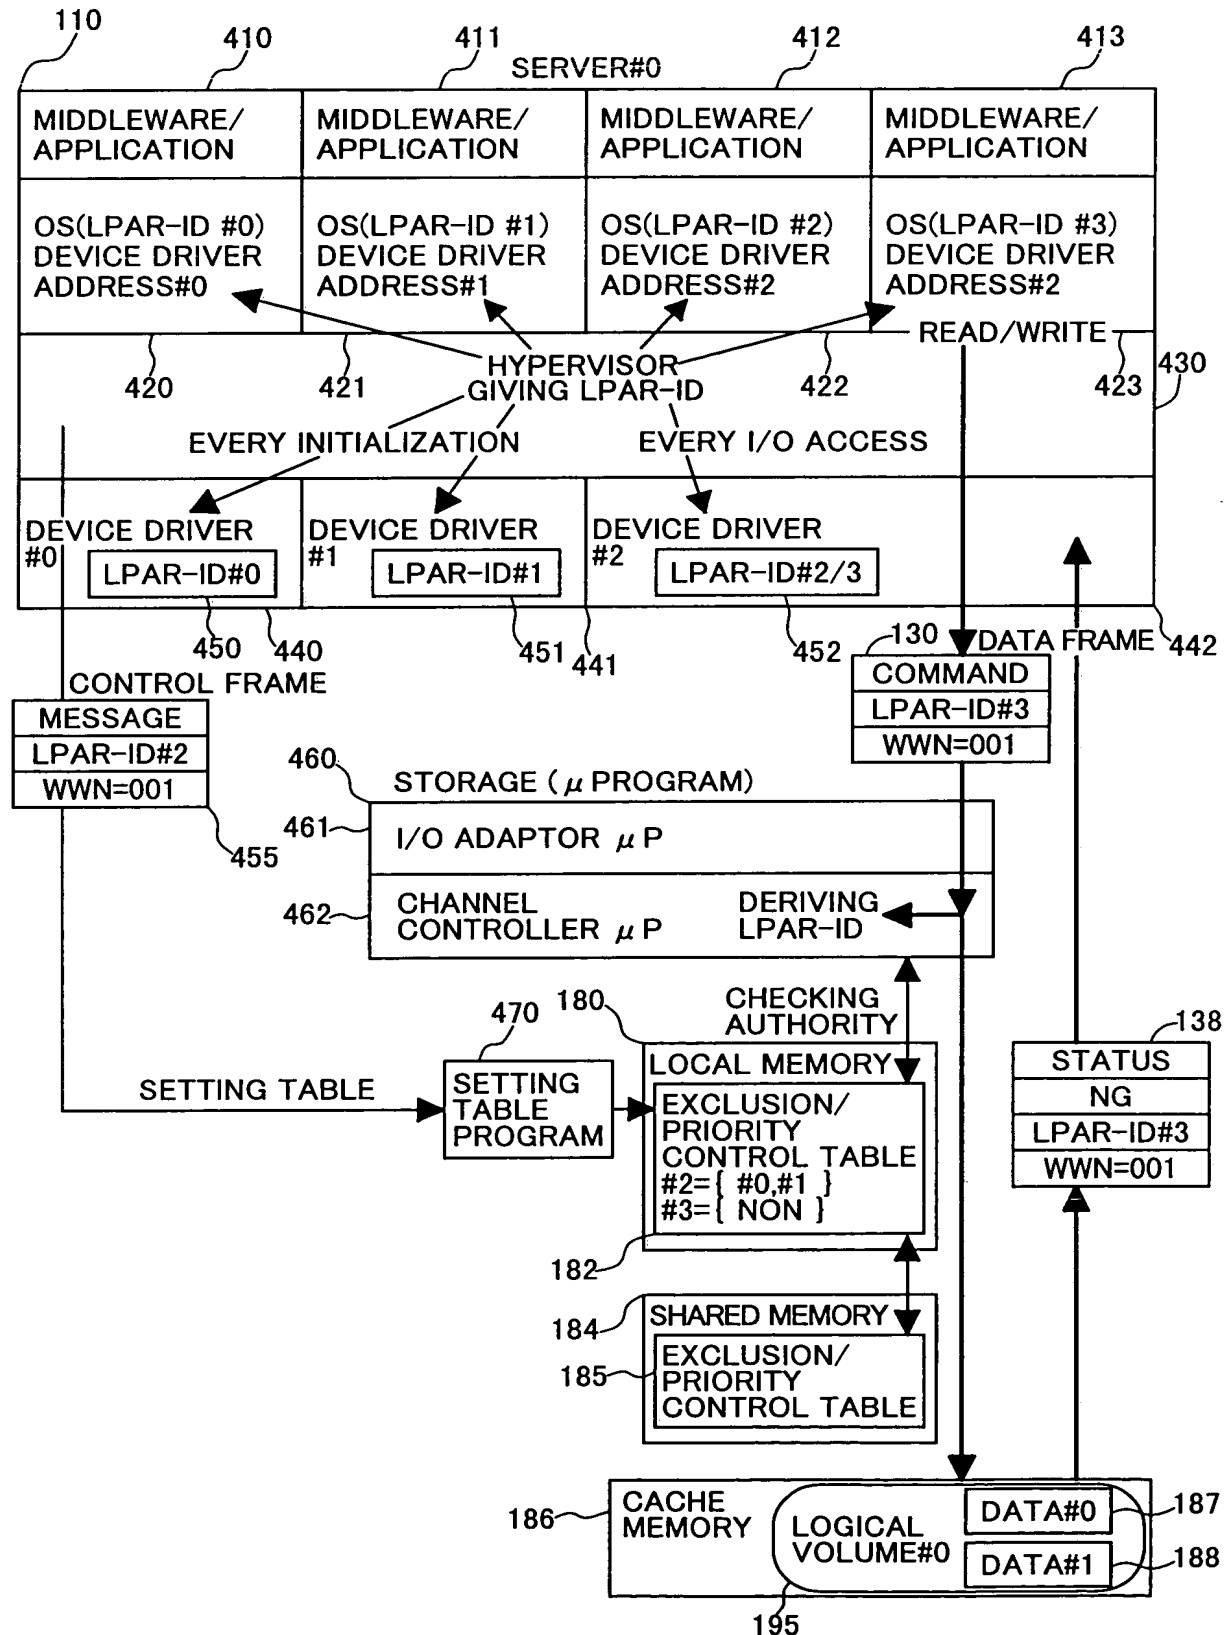 110
410
411
412
413
SERVER#0
MIDDLEWARE/
APPLICATION
MIDDLEWARE/
APPLICATION
MIDDLEWARE/
APPLICATION
MIDDLEWARE/
APPLICATION
OS(LPAR-ID #0)
DEVICE DRIVER
ADDRESS#0
OS(LPAR-ID #1)
DEVICE DRIVER
ADDRESS#1
OS(LPAR-ID #2)
DEVICE DRIVER
ADDRESS#2
OS(LPAR-ID #3)
DEVICE DRIVER
ADDRESS#2
READ/WRITE
420
421
HYPERVISOR
GIVING LPAR-ID
422
423
430
EVERY INITIALIZATION
EVERY I/O ACCESS
DEVICE DRIVER
#0
LPAR-ID#0
DEVICE DRIVER
#1
LPAR-ID#1
DEVICE DRIVER
#2
LPAR-ID#2/3
450
440
451
441
452
130
DATA FRAME
442
CONTROL FRAME
MESSAGE
LPAR-ID#2
WWN=001
455
COMMAND
LPAR-ID#3
WWN=001
460
STORAGE ( μ PROGRAM)
461
I/O ADAPTOR μ P
462
CHANNEL
CONTROLLER μ P
DERIVING
LPAR-ID
CHECKING
AUTHORITY
470
180
138
SETTING TABLE
SETTING
TABLE
PROGRAM
LOCAL MEMORY
EXCLUSION/
PRIORITY
CONTROL TABLE
#2={ #0,#1 }
#3={ NON }
182
STATUS
NG
LPAR-ID#3
WWN=001
184
SHARED MEMORY
185
EXCLUSION/
PRIORITY
CONTROL TABLE
186
CACHE
MEMORY
LOGICAL
VOLUME#0
DATA#0
187
DATA#1
188
195